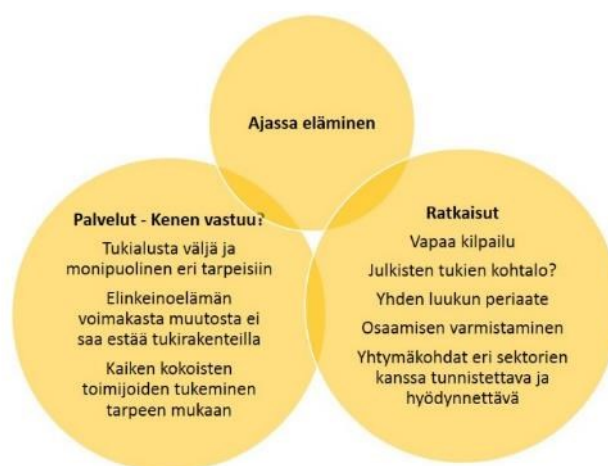 Ajassa eläminen
Palvelut - Kenen vastuu?
Tukialusta väljä ja
monipuolinen eri tarpeisiin
Elinkeinoelämän
voimakasta muutosta ei
saa estää tukirakenteilla
Kaiken kokoisten
toimijoiden tukeminen
tarpeen mukaan
Ratkaisut
Vapaa kilpailu
Julkisten tukien kohtalo?
Yhden luukun periaate
Osaamisen varmistaminen
Yhtymäkohdat eri sektorien
kanssa tunnistettava ja
hyödynnettävä